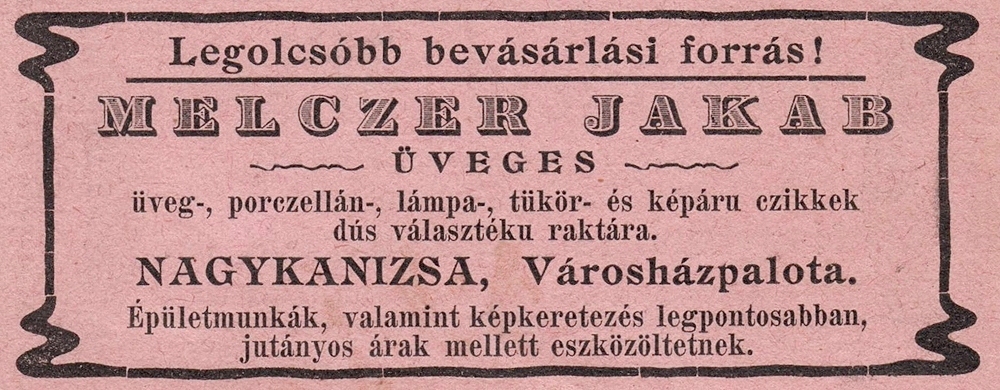 Legolcsóbb bevásárlási forrás!
MELCZER JAKAB
ÜVEGES
üveg-, porczellán-, lámpa-, tükör- és képáru czikkek
dús választéku raktára.
NAGYKANIZSA, Városházpalota.
Épületmunkák, valamint képkeretezés legpontosabban,
jutányos árak mellett eszközöltetnek.